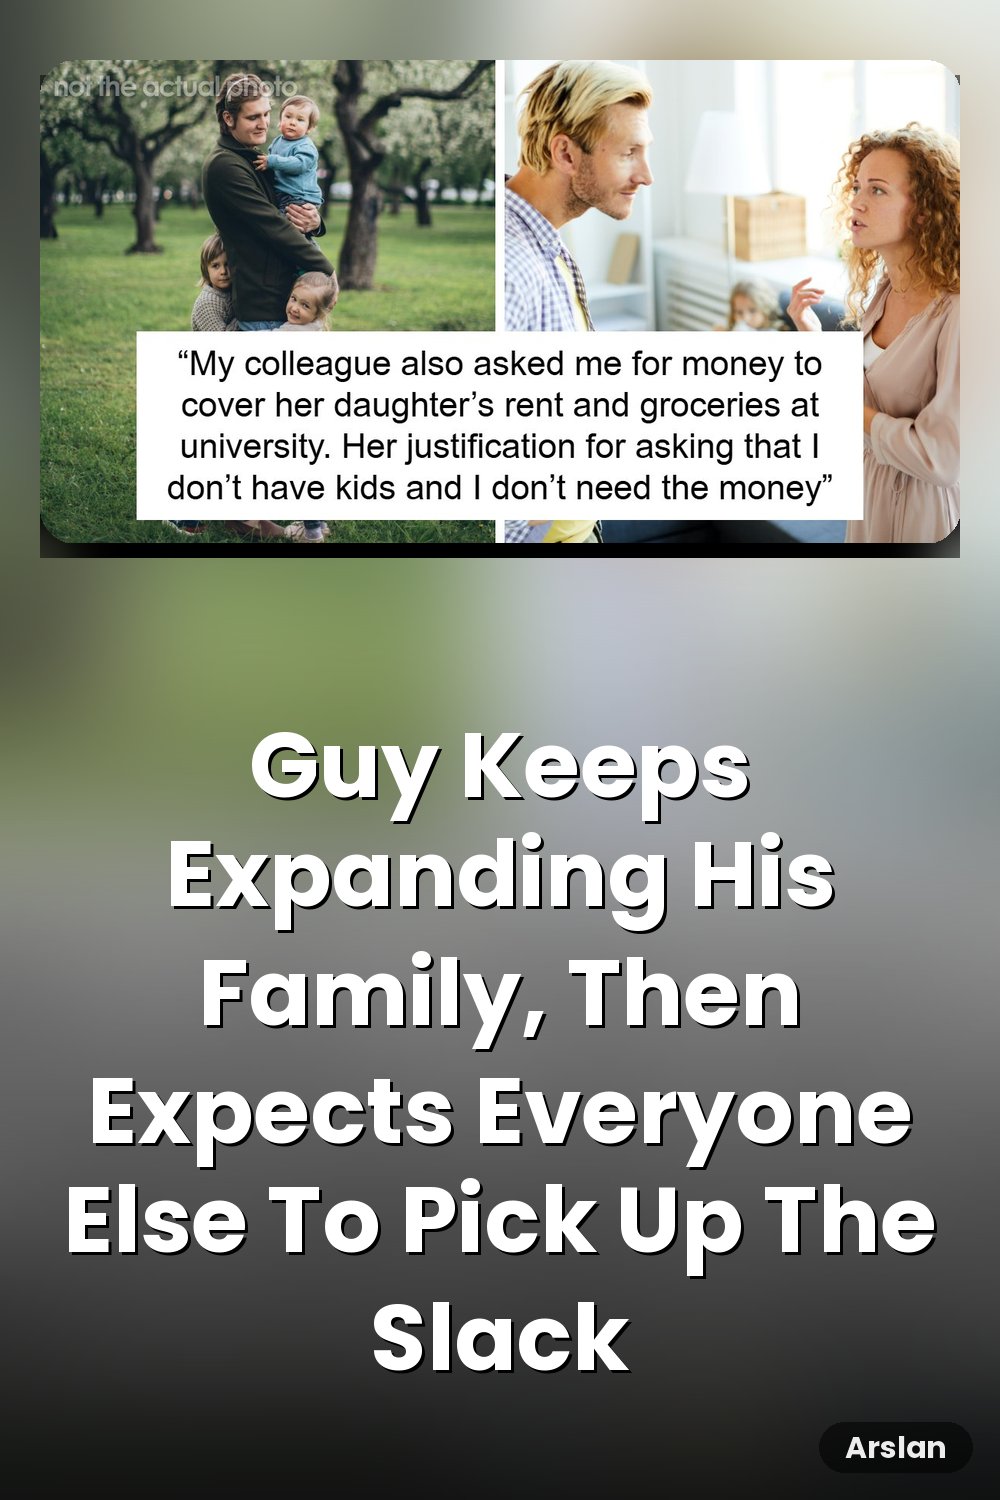 not the actual photo
“My colleague also asked me for money to
cover her daughter’s rent and groceries at
university. Her justification for asking that I
don’t have kids and I don’t need the money”
Guy Keeps
Expanding His
Family, Then
Expects Everyone
Else To Pick Up The
Slack
Arslan